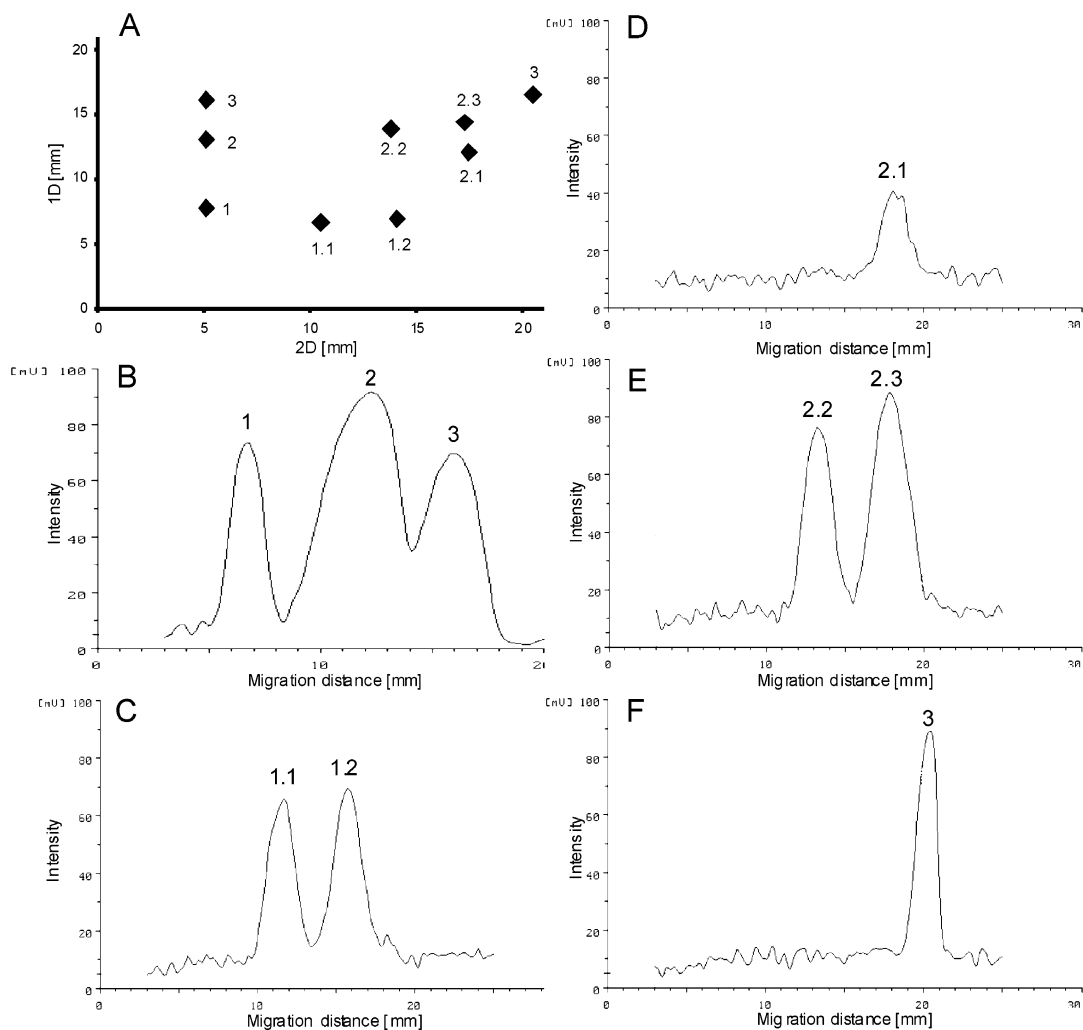 A
20
15
10
5
0
1D [mm]
3
2
1
1.1
1.2
2.2
2.3
2.1
3
0 5 10 15 20
2D [mm]
B
[mV] 100
80
60
40
20
0
Intensity
1
2
3
0 10 20
Migration distance [mm]
C
[mV] 100
80
60
40
20
0
Intensity
1.1
1.2
10 20
Migration distance [mm]
D
[mV] 100
80
60
40
20
0
Intensity
2.1
0 10 20 30
Migration distance [mm]
E
[mV] 100
80
60
40
20
0
Intensity
2.2
2.3
0 10 20 30
Migration distance [mm]
F
[mV] 100
80
60
40
20
0
Intensity
3
0 10 20 30
Migration distance [mm]